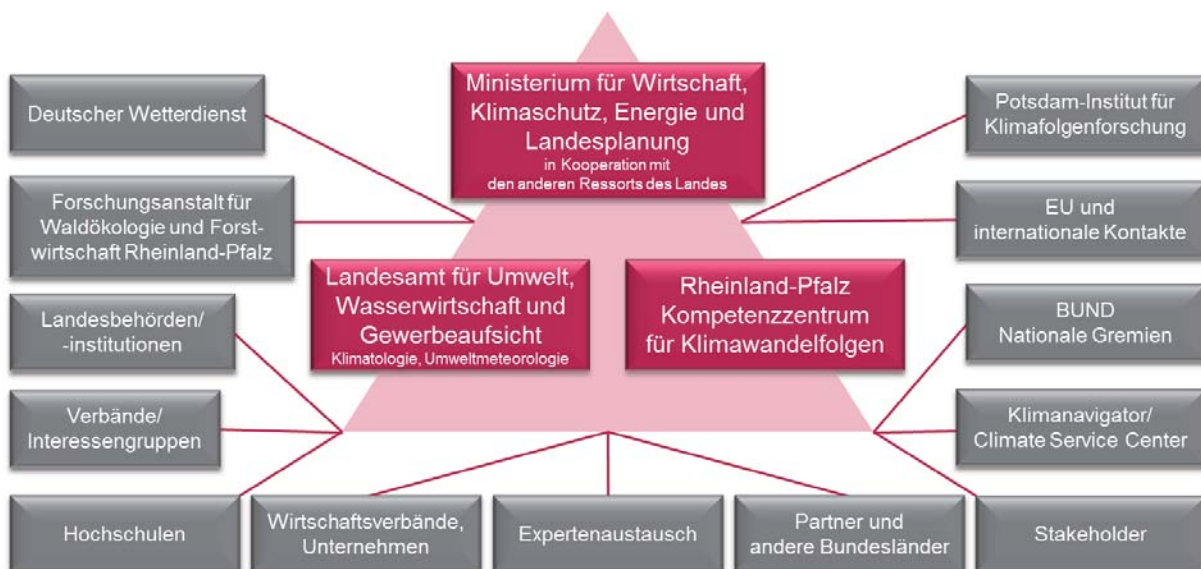 Ministerium für Wirtschaft,
Klimaschutz, Energie und
Landesplanung
in Kooperation mit
den anderen Ressorts des Landes
Deutscher Wetterdienst
Potsdam-Institut für
Klimafolgenforschung
Forschungsanstalt für
Waldökologie und Forst-
wirtschaft Rheinland-Pfalz
EU und
internationale Kontakte
Landesamt für Umwelt,
Wasserwirtschaft und
Gewerbeaufsicht
Klimatologie, Umweltmeteorologie
Rheinland-Pfalz
Kompetenzzentrum
für Klimawandelfolgen
Landesbehörden/
-institutionen
BUND
Nationale Gremien
Verbände/
Interessengruppen
Klimanavigator/
Climate Service Center
Hochschulen
Wirtschaftsverbände,
Unternehmen
Expertenaustausch
Partner und
andere Bundesländer
Stakeholder